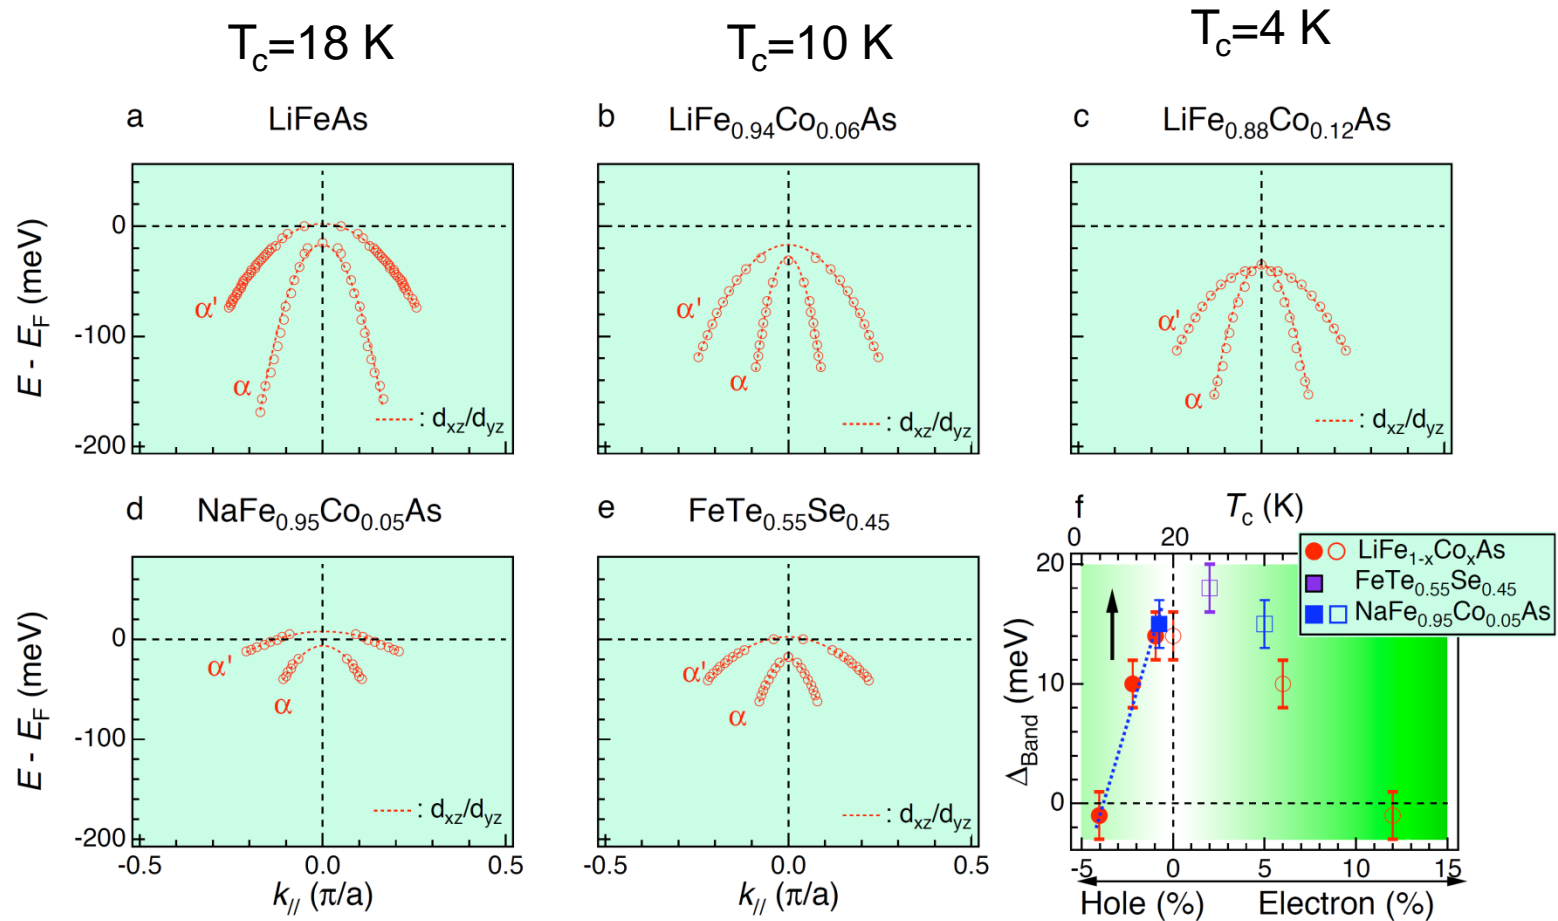 Tc=18 K
Tc=10 K
Tc=4 K
a LiFeAs
b LiFe0.94Co0.06As
c LiFe0.88Co0.12As
E - EF (meV)
0
-100
-200
α'
α
: dxz/dyz
α'
α
: dxz/dyz
α'
α
: dxz/dyz
d NaFe0.95Co0.05As
e FeTe0.55Se0.45
f
E - EF (meV)
0
-100
-200
α'
α
: dxz/dyz
-0.5 0.0 0.5
k// (π/a)
α'
α
: dxz/dyz
-0.5 0.0 0.5
k// (π/a)
Tc (K)
0 20
LiFe1-xCoxAs
FeTe0.55Se0.45
NaFe0.95Co0.05As
ΔBand (meV)
20
10
0
-5 0 5 10 15
Hole (%) Electron (%)